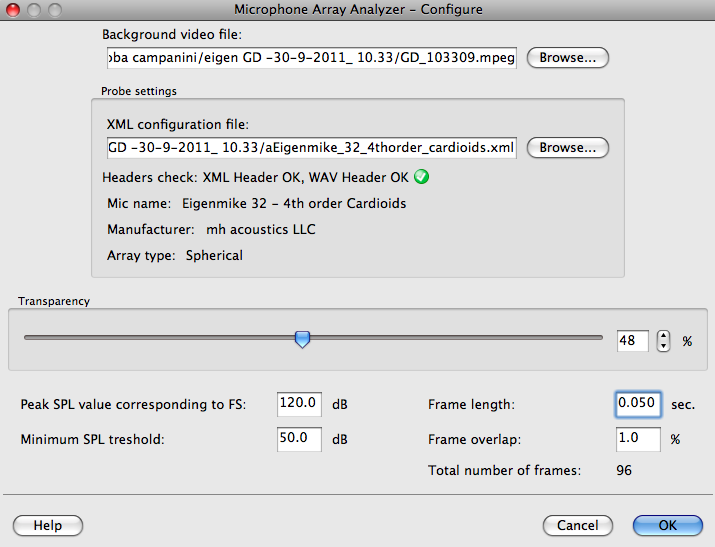 Microphone Array Analyzer - Configure
Background video file:
oba campanini/eigen GD -30-9-2011_ 10.33/GD_103309.mpeg
Browse...
Probe settings
XML configuration file:
GD -30-9-2011_ 10.33/aEigenmike_32_4thorder_cardioids.xml
Browse...
Headers check: XML Header OK, WAV Header OK
Mic name: Eigenmike 32 - 4th order Cardioids
Manufacturer: mh acoustics LLC
Array type: Spherical
Transparency
48 %
Peak SPL value corresponding to FS: 120.0 dB
Frame length: 0.050 sec.
Minimum SPL treshold: 50.0 dB
Frame overlap: 1.0 %
Total number of frames: 96
Help
Cancel
OK